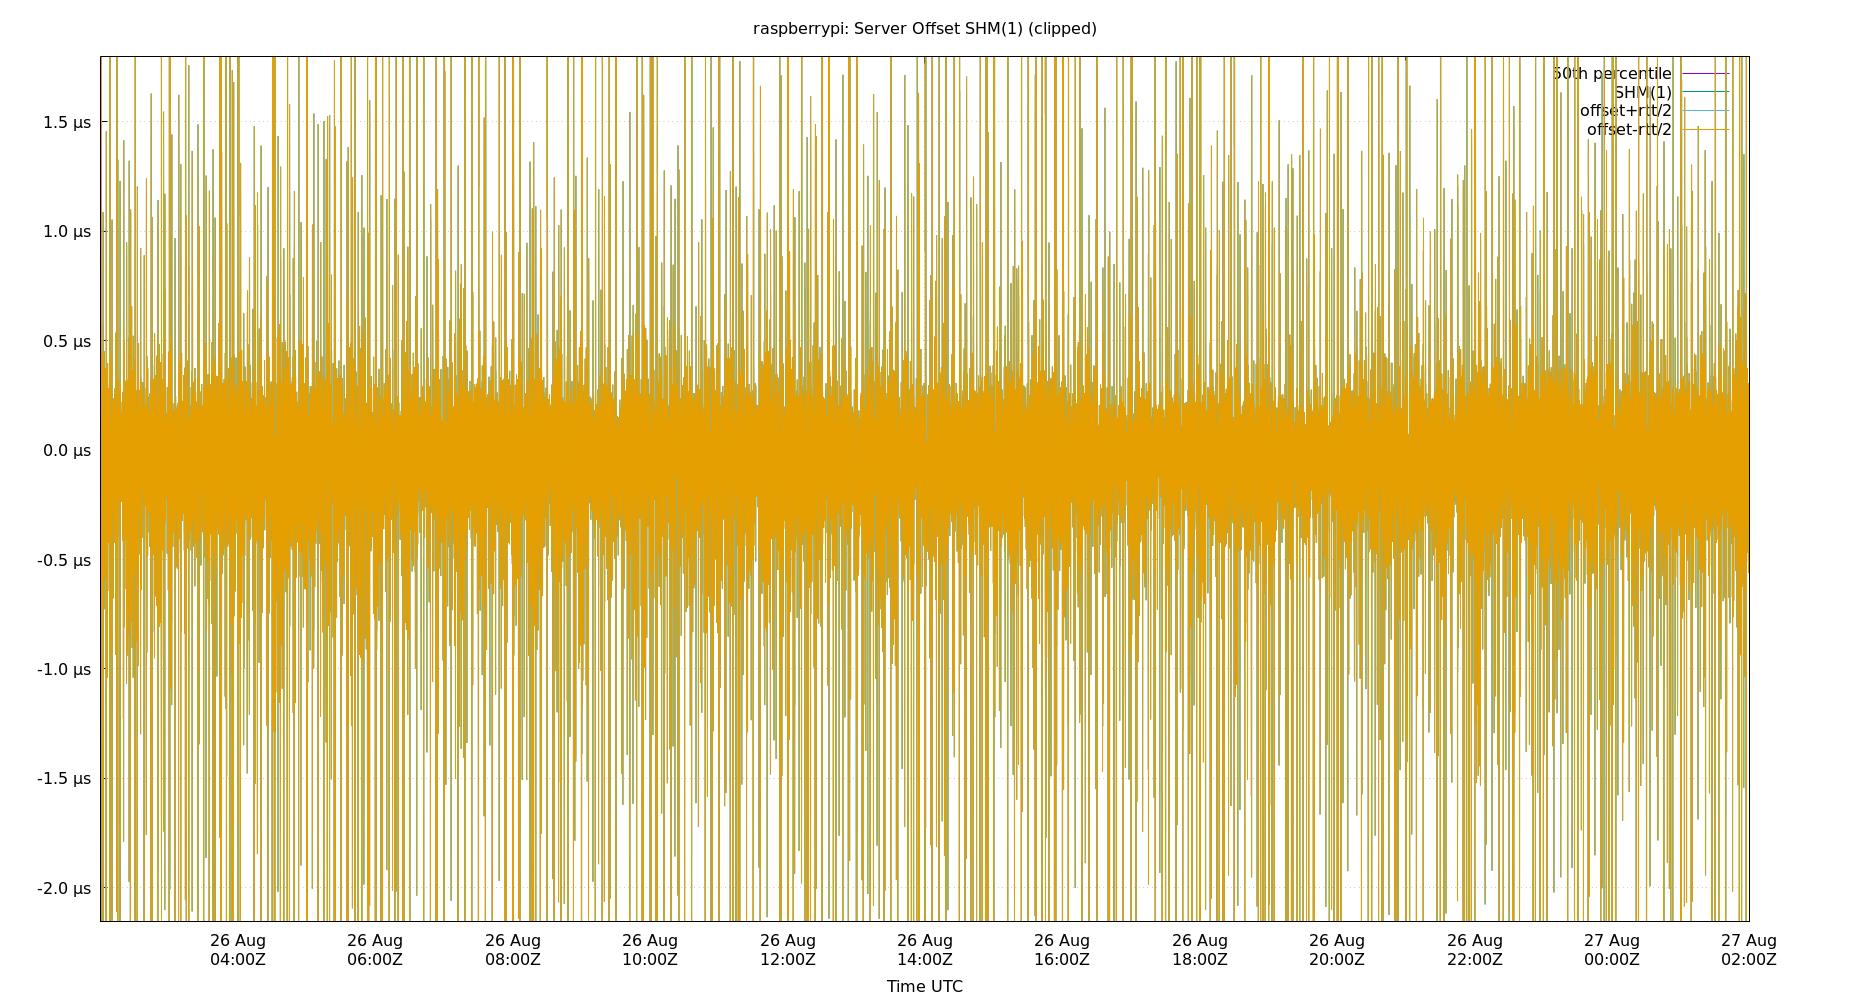 raspberrypi: Server Offset SHM(1) (clipped)
50th percentile
SHM(1)
offset+rtt/2
offset-rtt/2
1.5 µs
1.0 µs
0.5 µs
0.0 µs
-0.5 µs
-1.0 µs
-1.5 µs
-2.0 µs
26 Aug 26 Aug 26 Aug 26 Aug 26 Aug 26 Aug 26 Aug 26 Aug 26 Aug 26 Aug 27 Aug 27 Aug
04:00Z 06:00Z 08:00Z 10:00Z 12:00Z 14:00Z 16:00Z 18:00Z 20:00Z 22:00Z 00:00Z 02:00Z
Time UTC